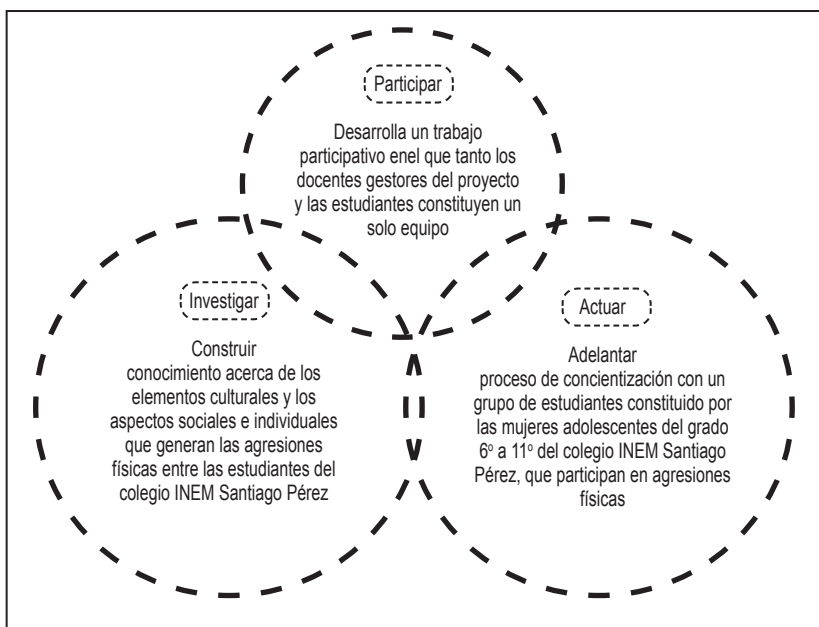 Participar
Desarrolla un trabajo
participativo enel que tanto los
docentes gestores del proyecto
y las estudiantes constituyen un
solo equipo
Investigar
Construir
conocimiento acerca de los
elementos culturales y los
aspectos sociales e individuales
que generan las agresiones
físicas entre las estudiantes del
colegio INEM Santiago Pérez
Actuar
Adelantar
proceso de concientización con un
grupo de estudiantes constituido por
las mujeres adolescentes del grado
6º a 11º del colegio INEM Santiago
Pérez, que participan en agresiones
físicas